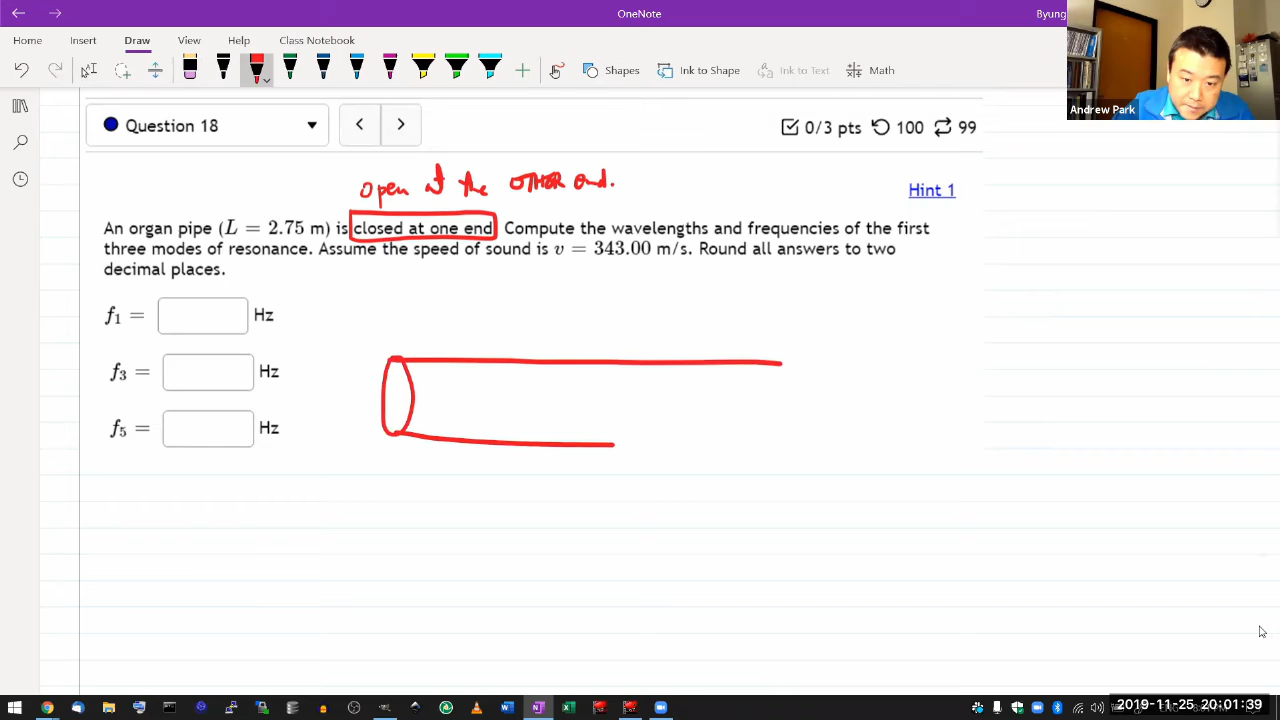 OneNote
Byung
Home Insert Draw View Help Class Notebook
Shapes Ink to Shape Ink to Text Math
Andrew Park
Question 18
0/3 pts 100 99
open at the OTHER end.
Hint 1
An organ pipe (L = 2.75 m) is closed at one end. Compute the wavelengths and frequencies of the first
three modes of resonance. Assume the speed of sound is v = 343.00 m/s. Round all answers to two
decimal places.
f₁ = Hz
f₃ = Hz
f₅ = Hz
2019-11-25 20:01:39